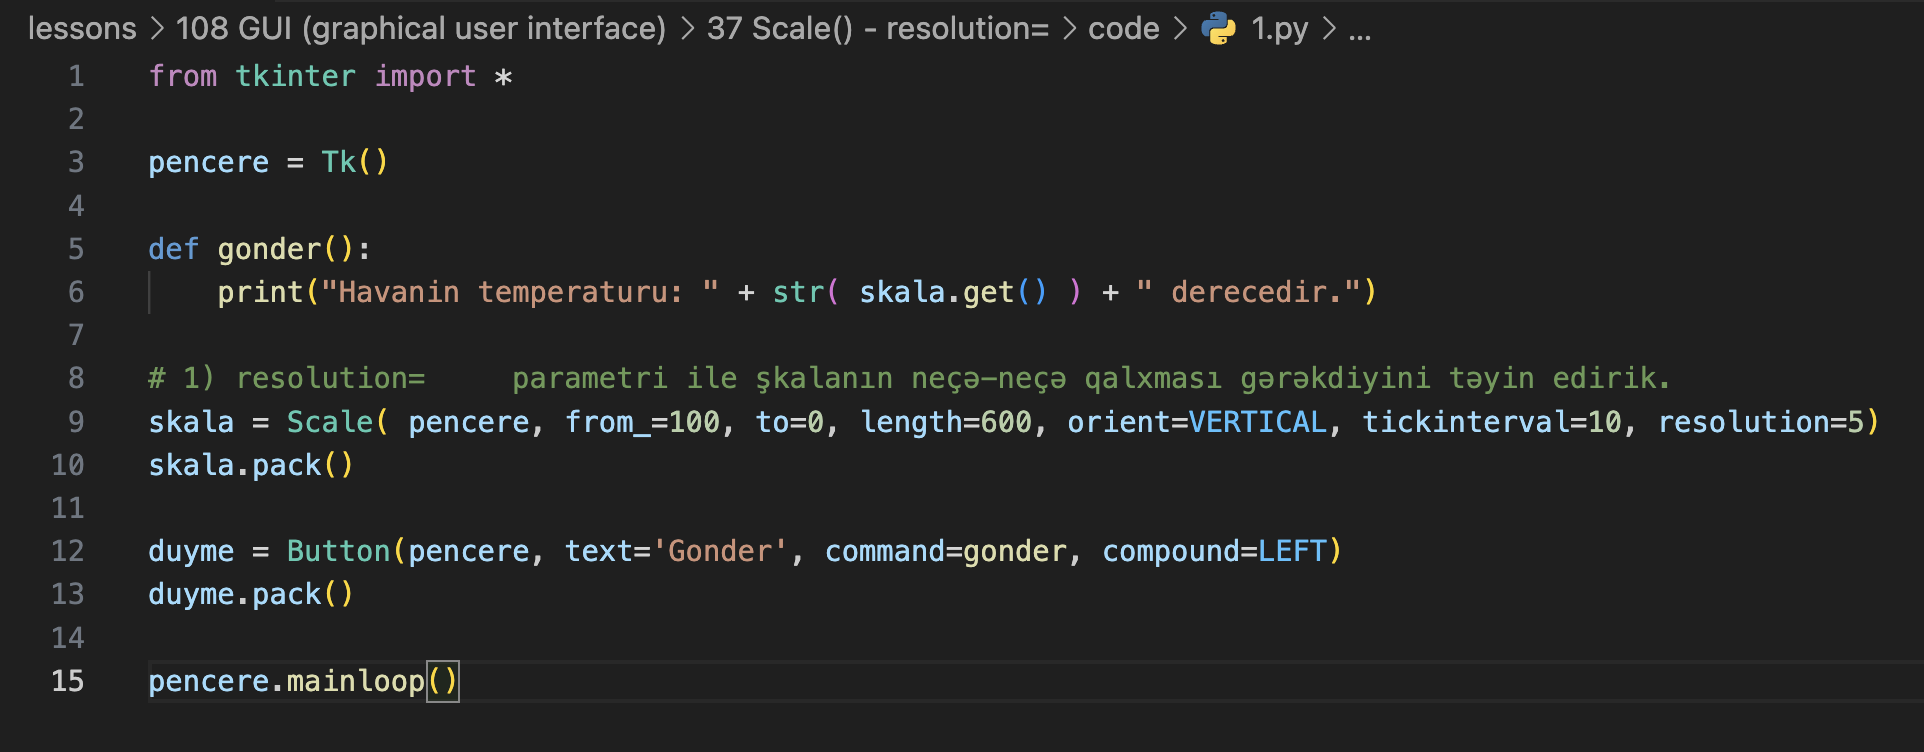 lessons > 108 GUI (graphical user interface) > 37 Scale() - resolution= > code > 1.py > ...
1 from tkinter import *
2
3 pencere = Tk()
4
5 def gonder():
6     print("Havanin temperaturu: " + str( skala.get() ) + " derecedir.")
7
8 # 1) resolution=     parametri ile şkalanın neçə-neçə qalxması gərəkdiyini təyin edirik.
9 skala = Scale( pencere, from_=100, to=0, length=600, orient=VERTICAL, tickinterval=10, resolution=5)
10 skala.pack()
11
12 duyme = Button(pencere, text='Gonder', command=gonder, compound=LEFT)
13 duyme.pack()
14
15 pencere.mainloop()